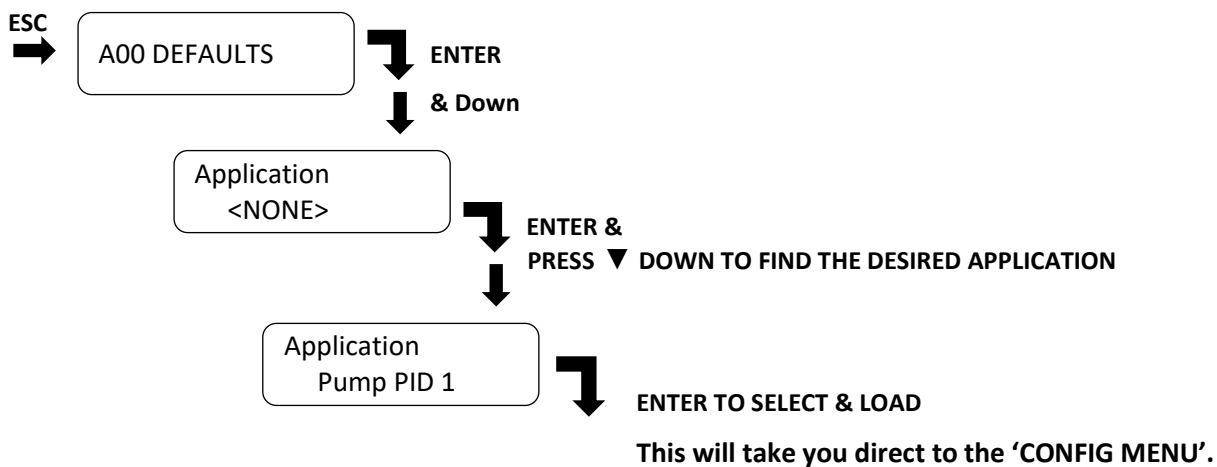 ESC
A00 DEFAULTS
ENTER
& Down
Application
<NONE>
ENTER &
PRESS ▼ DOWN TO FIND THE DESIRED APPLICATION
Application
Pump PID 1
ENTER TO SELECT & LOAD
This will take you direct to the ‘CONFIG MENU’.